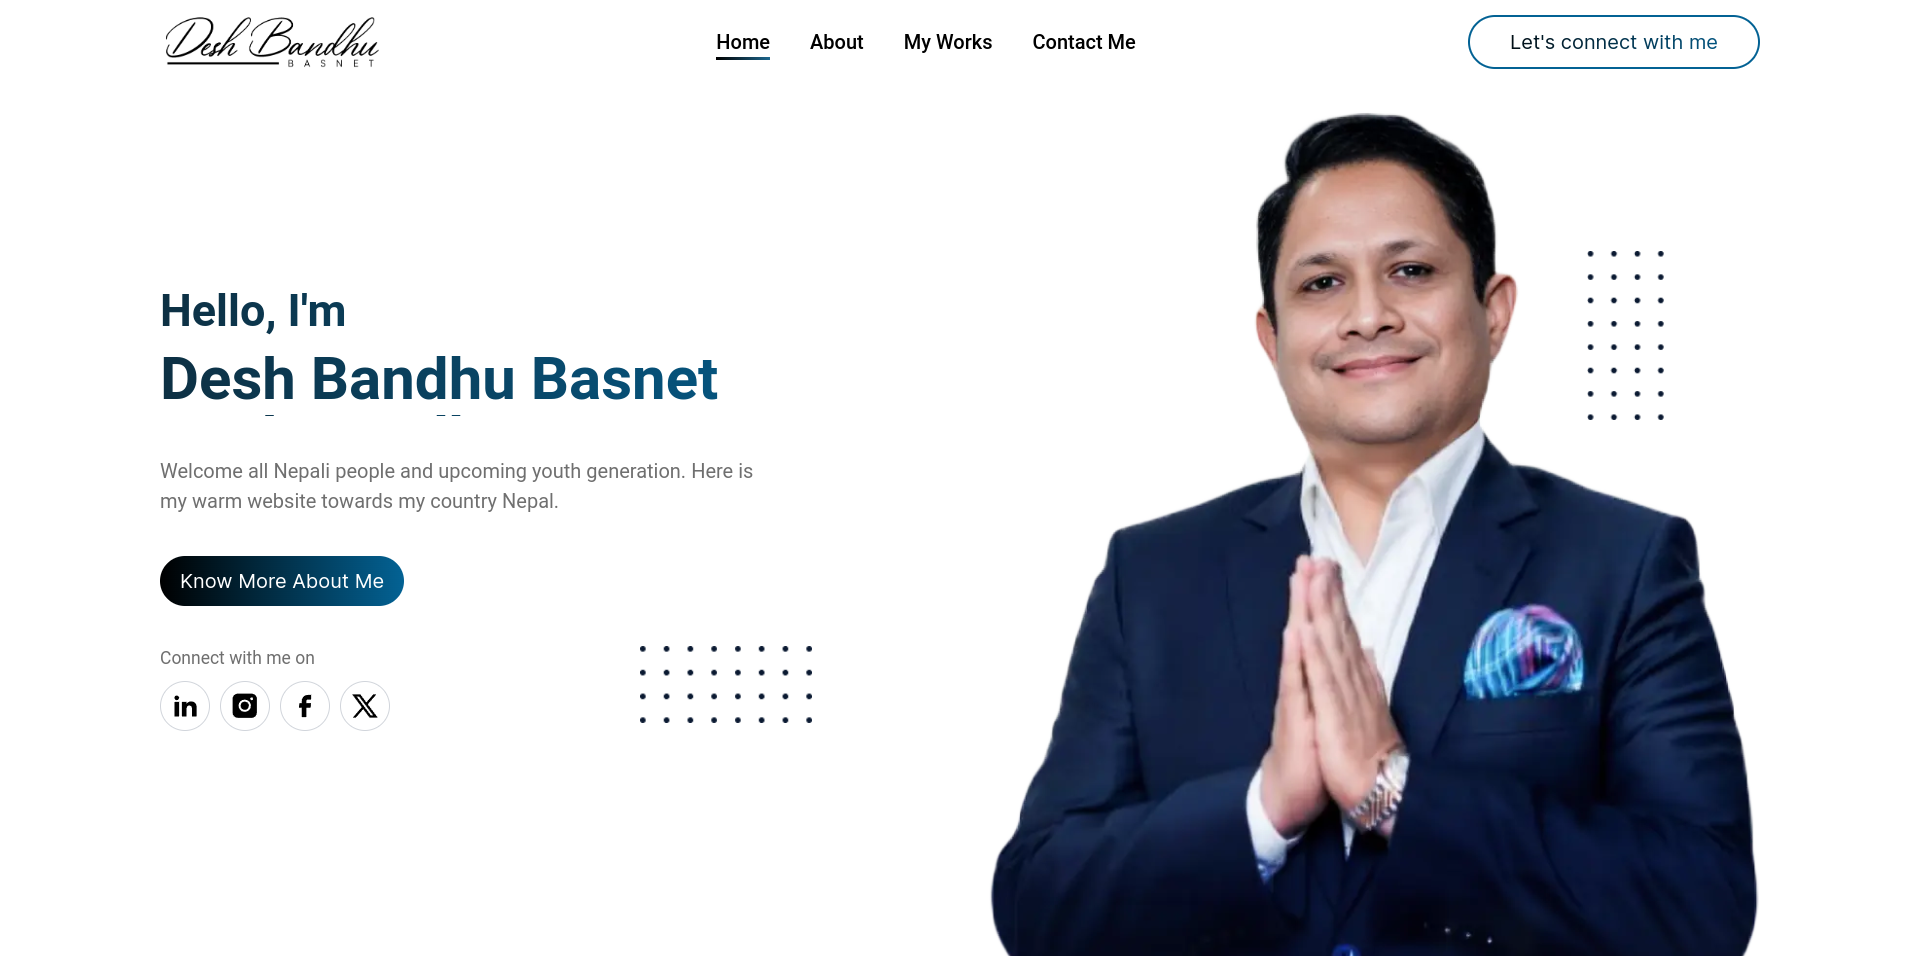 Desh Bandhu
BASNET
Home
About
My Works
Contact Me
Let's connect with me
Hello, I'm
Desh Bandhu Basnet
Welcome all Nepali people and upcoming youth generation. Here is
my warm website towards my country Nepal.
Know More About Me
Connect with me on